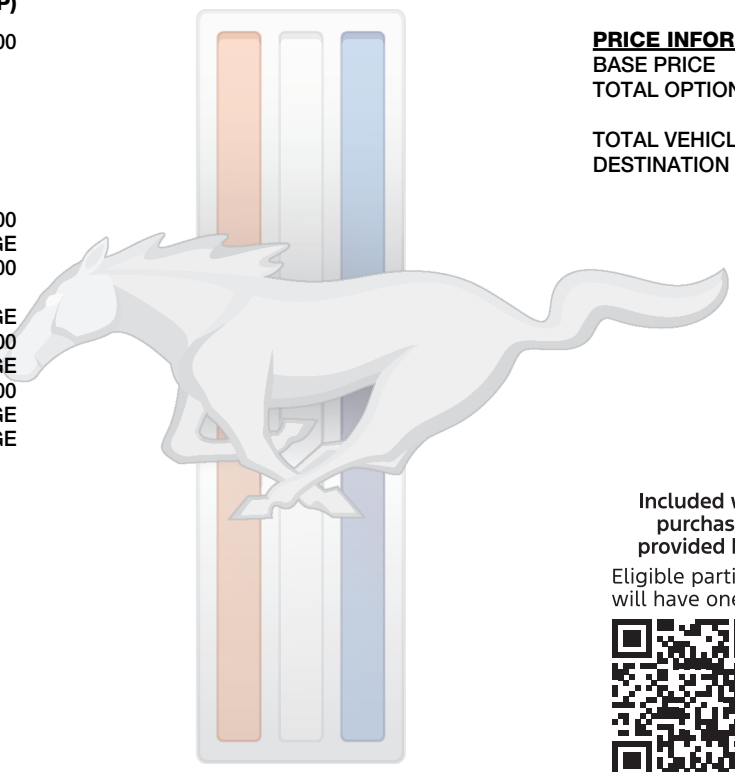 P)
00
00
GE
00
GE
00
GE
00
GE
GE
PRICE INFOR
BASE PRICE
TOTAL OPTION
TOTAL VEHICL
DESTINATION
Included w
purchas
provided b
Eligible parti
will have one